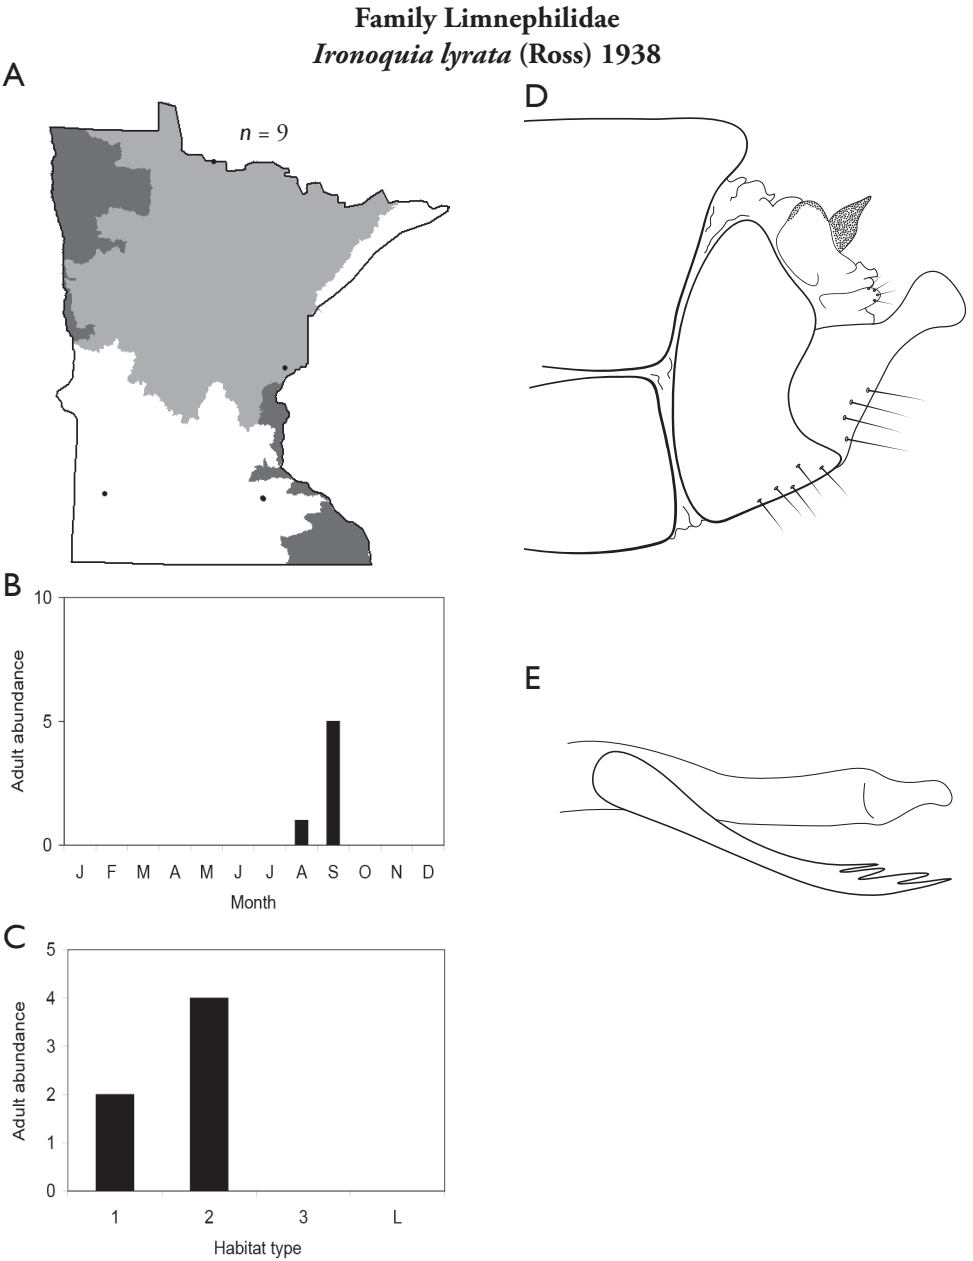 Family Limnephilidae
Ironoquia lyrata (Ross) 1938
A
n = 9
B
10
5
0
Adult abundance
J F M A M J J A S O N D
Month
C
5
4
3
2
1
0
Adult abundance
1 2 3 L
Habitat type
D
E